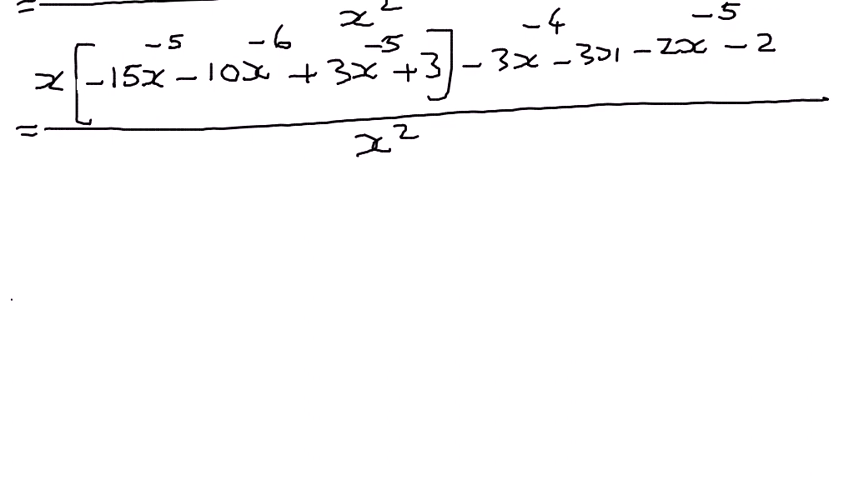 = x²
= x[-15x⁻⁵ - 10x⁻⁶ + 3x⁻⁵ + 3] - 3x⁻⁴ - 3x - 2x⁻⁵ - 2
x²